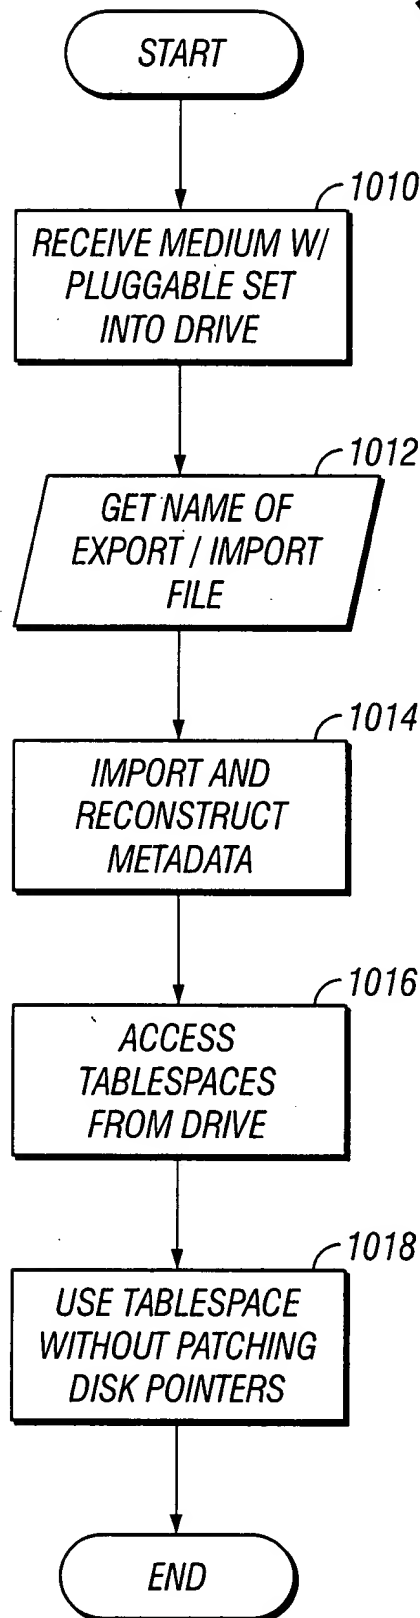 START
1010
RECEIVE MEDIUM W/
PLUGGABLE SET
INTO DRIVE
1012
GET NAME OF
EXPORT / IMPORT
FILE
1014
IMPORT AND
RECONSTRUCT
METADATA
1016
ACCESS
TABLESPACES
FROM DRIVE
1018
USE TABLESPACE
WITHOUT PATCHING
DISK POINTERS
END